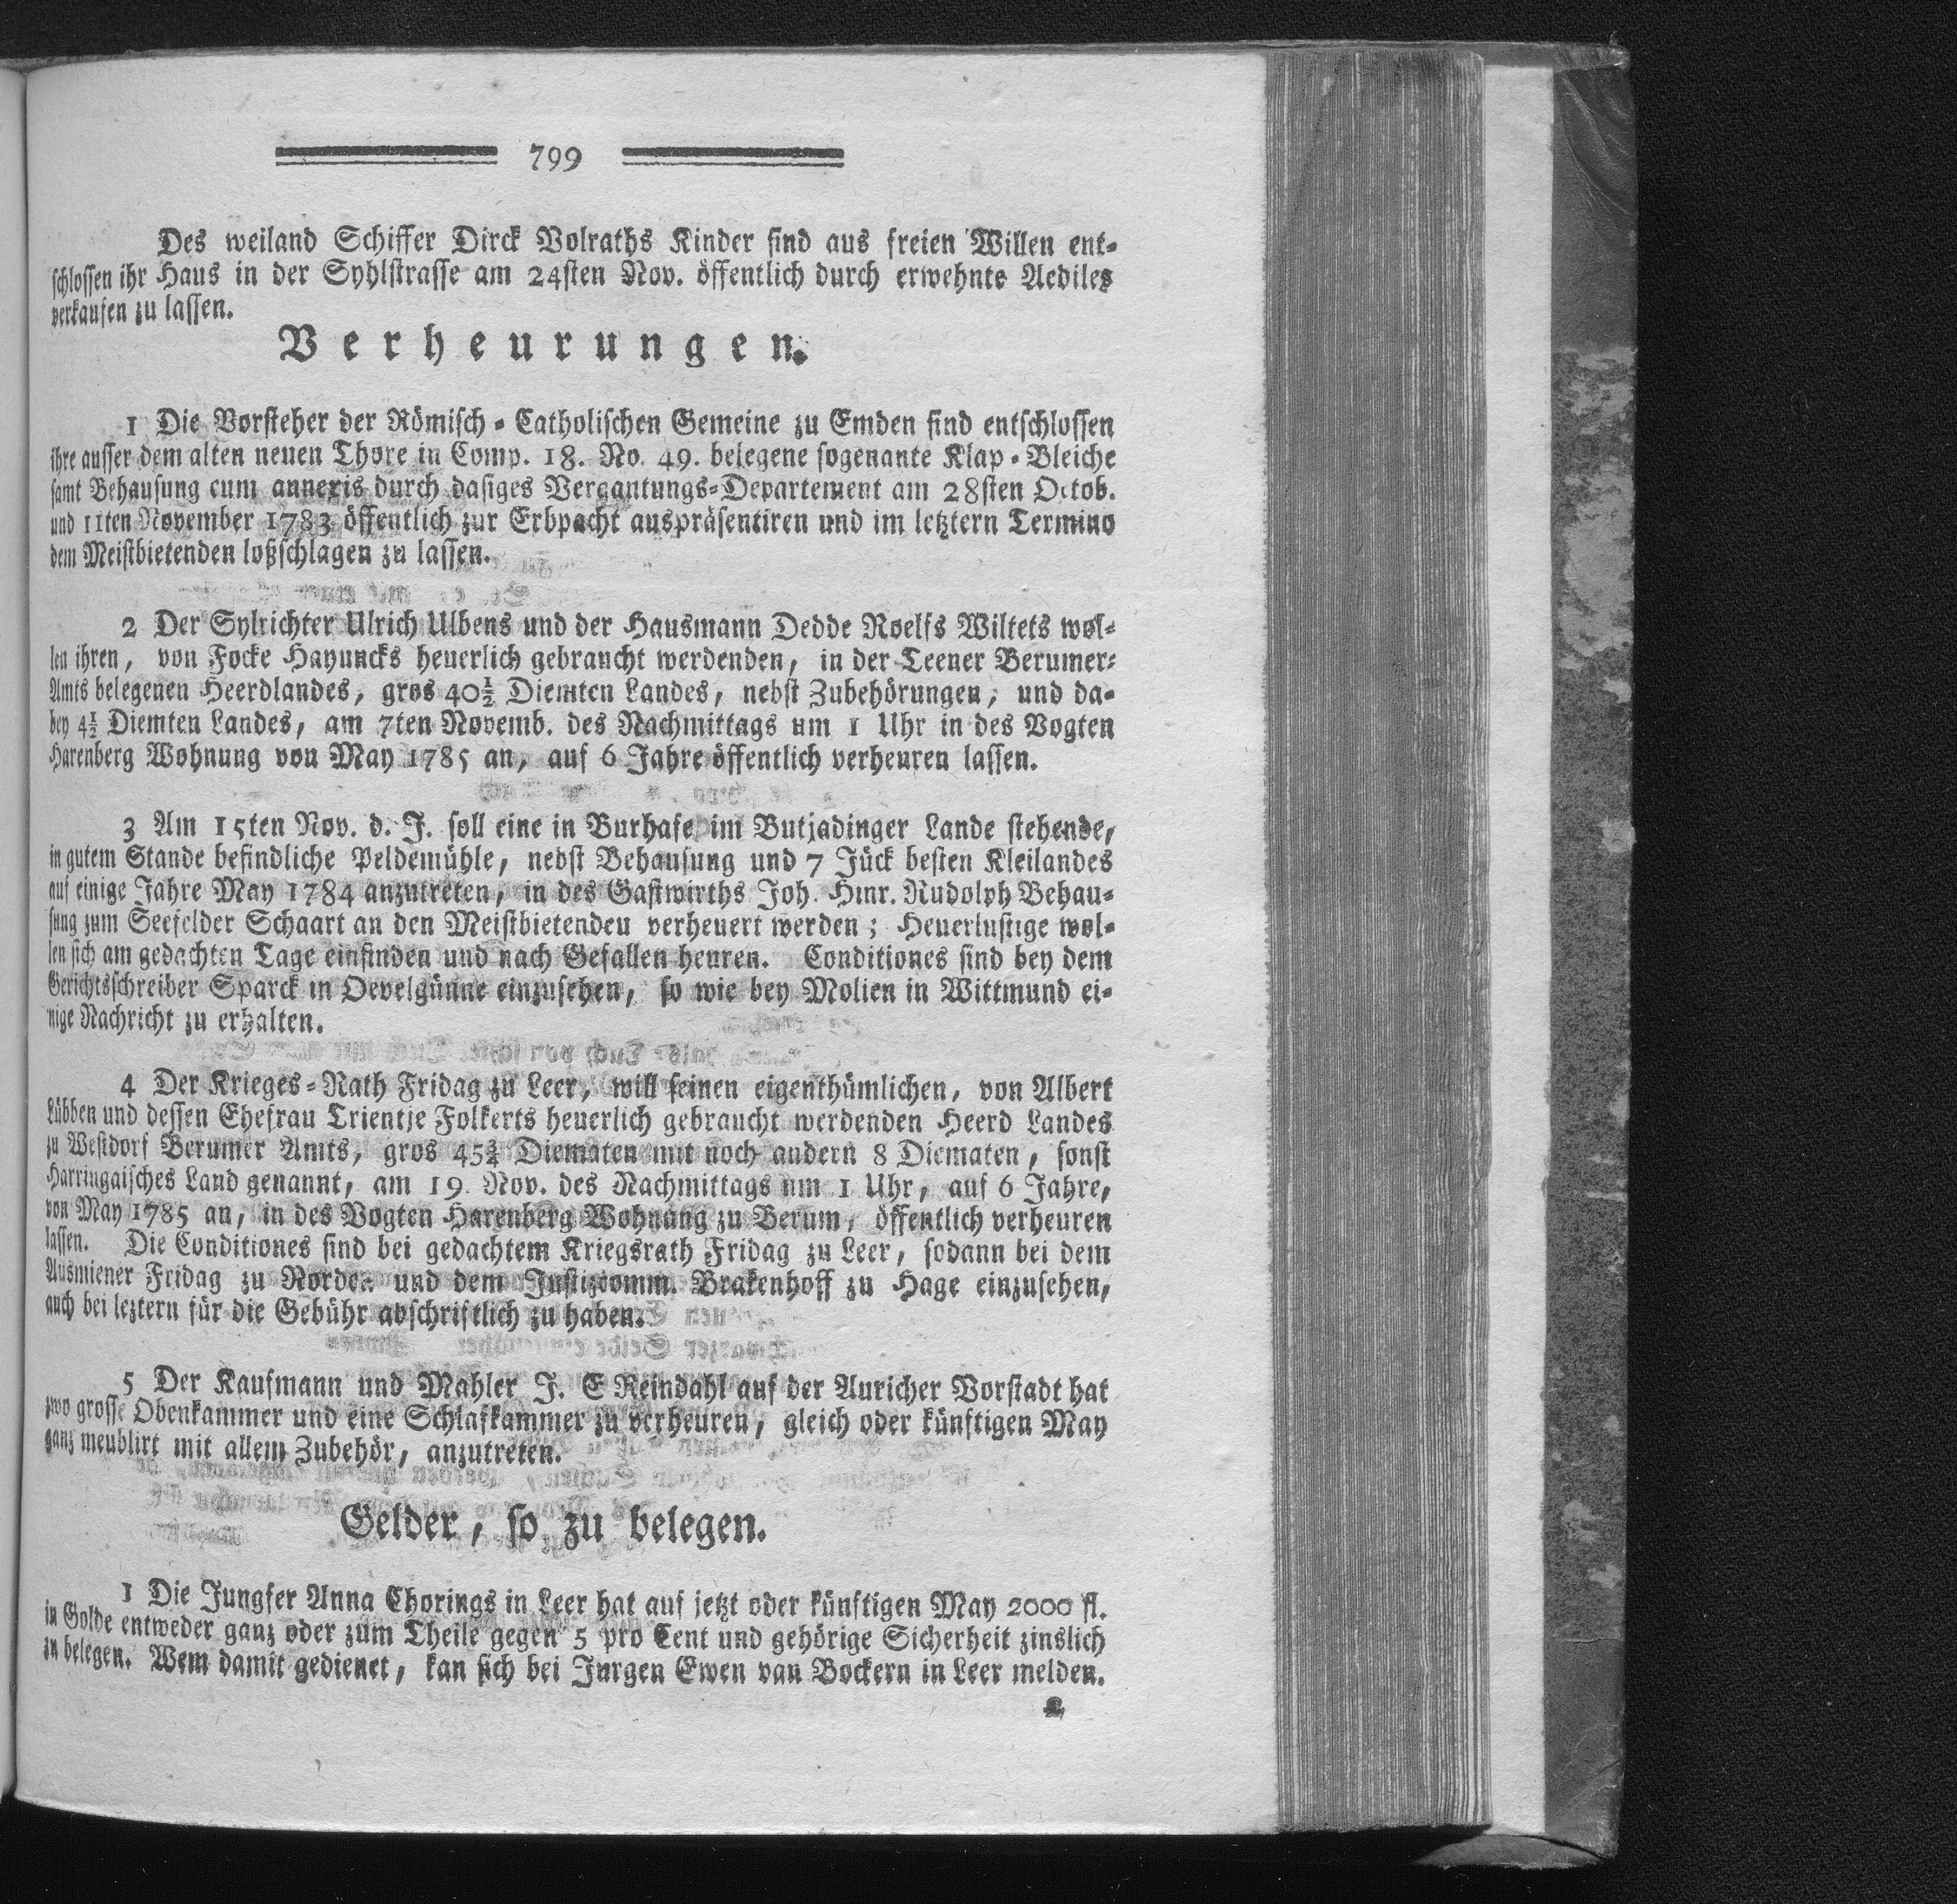 799
Des weiland Schiffer Dirck Volraths Kinder sind aus freien Willen ent-
schlossen ihr Haus in der Syhlstrasse am 24sten Nov. öffentlich durch erwehnte Aediles
verkaufen zu lassen.
Verheurungen.
1 Die Vorsteher der Römisch-Catholischen Gemeine zu Emden sind entschlossen
ihre ausser dem alten neuen Thore in Comp. 18. No. 49. belegene sogenante Klap-Bleiche
samt Behausung cum annexis durch dasiges Vergantungs-Departement am 28sten Octob.
und 11ten November 1783 öffentlich zur Erbpacht auspräsentiren und im letztern Termino
dem Meistbietenden loßschlagen zu lassen.
2 Der Sylrichter Ulrich Ulbens und der Hausmann Dedde Roelfs Wiltets wol-
len ihren, von Focke Hayuncks heuerlich gebraucht werdenden, in der Teener Berumer-
Amts belegenen Heerdlandes, gros 40½ Diemten Landes, nebst Zubehörungen, und da-
bey 4½ Diemten Landes, am 7ten Novemb. des Nachmittags um 1 Uhr in des Vogten
Harenberg Wohnung von May 1785 an, auf 6 Jahre öffentlich verheuren lassen.
3 Am 15ten Nov. d. J. soll eine in Burhafe im Butjadinger Lande stehende,
in gutem Stande befindliche Peldemühle, nebst Behausung und 7 Jück besten Kleilandes
auf einige Jahre May 1784 anzutreten, in des Gastwirths Joh. Hinr. Rudolph Behau-
sung zum Seefelder Schaart an den Meistbietenden verheuert werden; Heuerlustige wol-
len sich am gedachten Tage einfinden und nach Gefallen heuren. Conditiones sind bey dem
Gerichtsschreiber Sparck in Oevelgünne einzusehen, so wie bey Molien in Wittmund ei-
nige Nachricht zu erhalten.
4 Der Krieges-Rath Fridag zu Leer, will seinen eigenthümlichen, von Albert
Lübben und dessen Ehefrau Trientje Folkerts heuerlich gebraucht werdenden Heerd Landes
zu Westdorf Berumer Amts, gros 45¾ Diematen mit noch andern 8 Diematen, sonst
Harringaisches Land genannt, am 19. Nov. des Nachmittags um 1 Uhr, auf 6 Jahre,
von May 1785 an, in des Vogten Harenberg Wohnung zu Berum, öffentlich verheuren
lassen. Die Conditiones sind bei gedachtem Kriegsrath Fridag zu Leer, sodann bei dem
Ausmiener Fridag zu Norden und dem Justizcomm. Brakenhoff zu Hage einzusehen,
auch bei leztern für die Gebühr abschriftlich zu haben.
5 Der Kaufmann und Mahler J. E Reindahl auf der Auricher Vorstadt hat
zwo grosse Obenkammer und eine Schlafkammer zu verheuren, gleich oder künftigen May
ganz meublirt mit allem Zubehör, anzutreten.
Gelder, so zu belegen.
1 Die Jungfer Anna Chorings in Leer hat auf jetzt oder künftigen May 2000 fl.
in Golde entweder ganz oder zum Theile gegen 5 pro Cent und gehörige Sicherheit zinslich
zu belegen. Wem damit gedienet, kan sich bei Jurgen Ewen van Bockern in Leer melden.